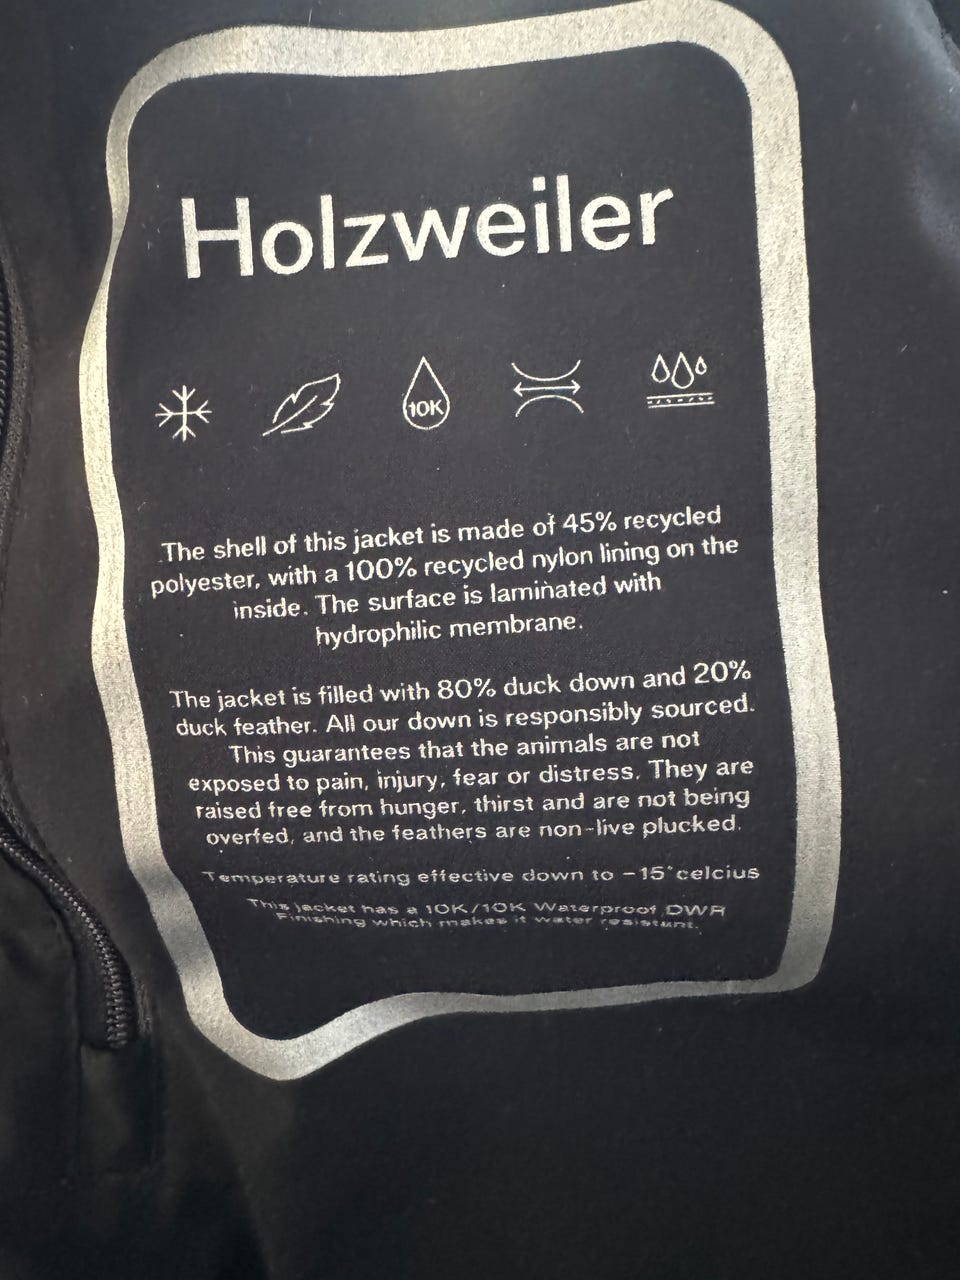 Holzweiler
10K
The shell of this jacket is made of 45% recycled
polyester, with a 100% recycled nylon lining on the
inside. The surface is laminated with
hydrophilic membrane.
The jacket is filled with 80% duck down and 20%
duck feather. All our down is responsibly sourced.
This guarantees that the animals are not
exposed to pain, injury, fear or distress. They are
raised free from hunger, thirst and are not being
overfed, and the feathers are non-live plucked.
Temperature rating effective down to -15°celcius
This jacket has a 10K/10K Waterproof DWR
Finishing which makes it water resistant.